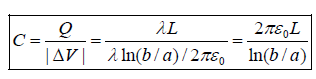 C = Q / | ΔV | = λL / λ ln(b / a) / 2πε₀ = 2πε₀L / ln(b / a)